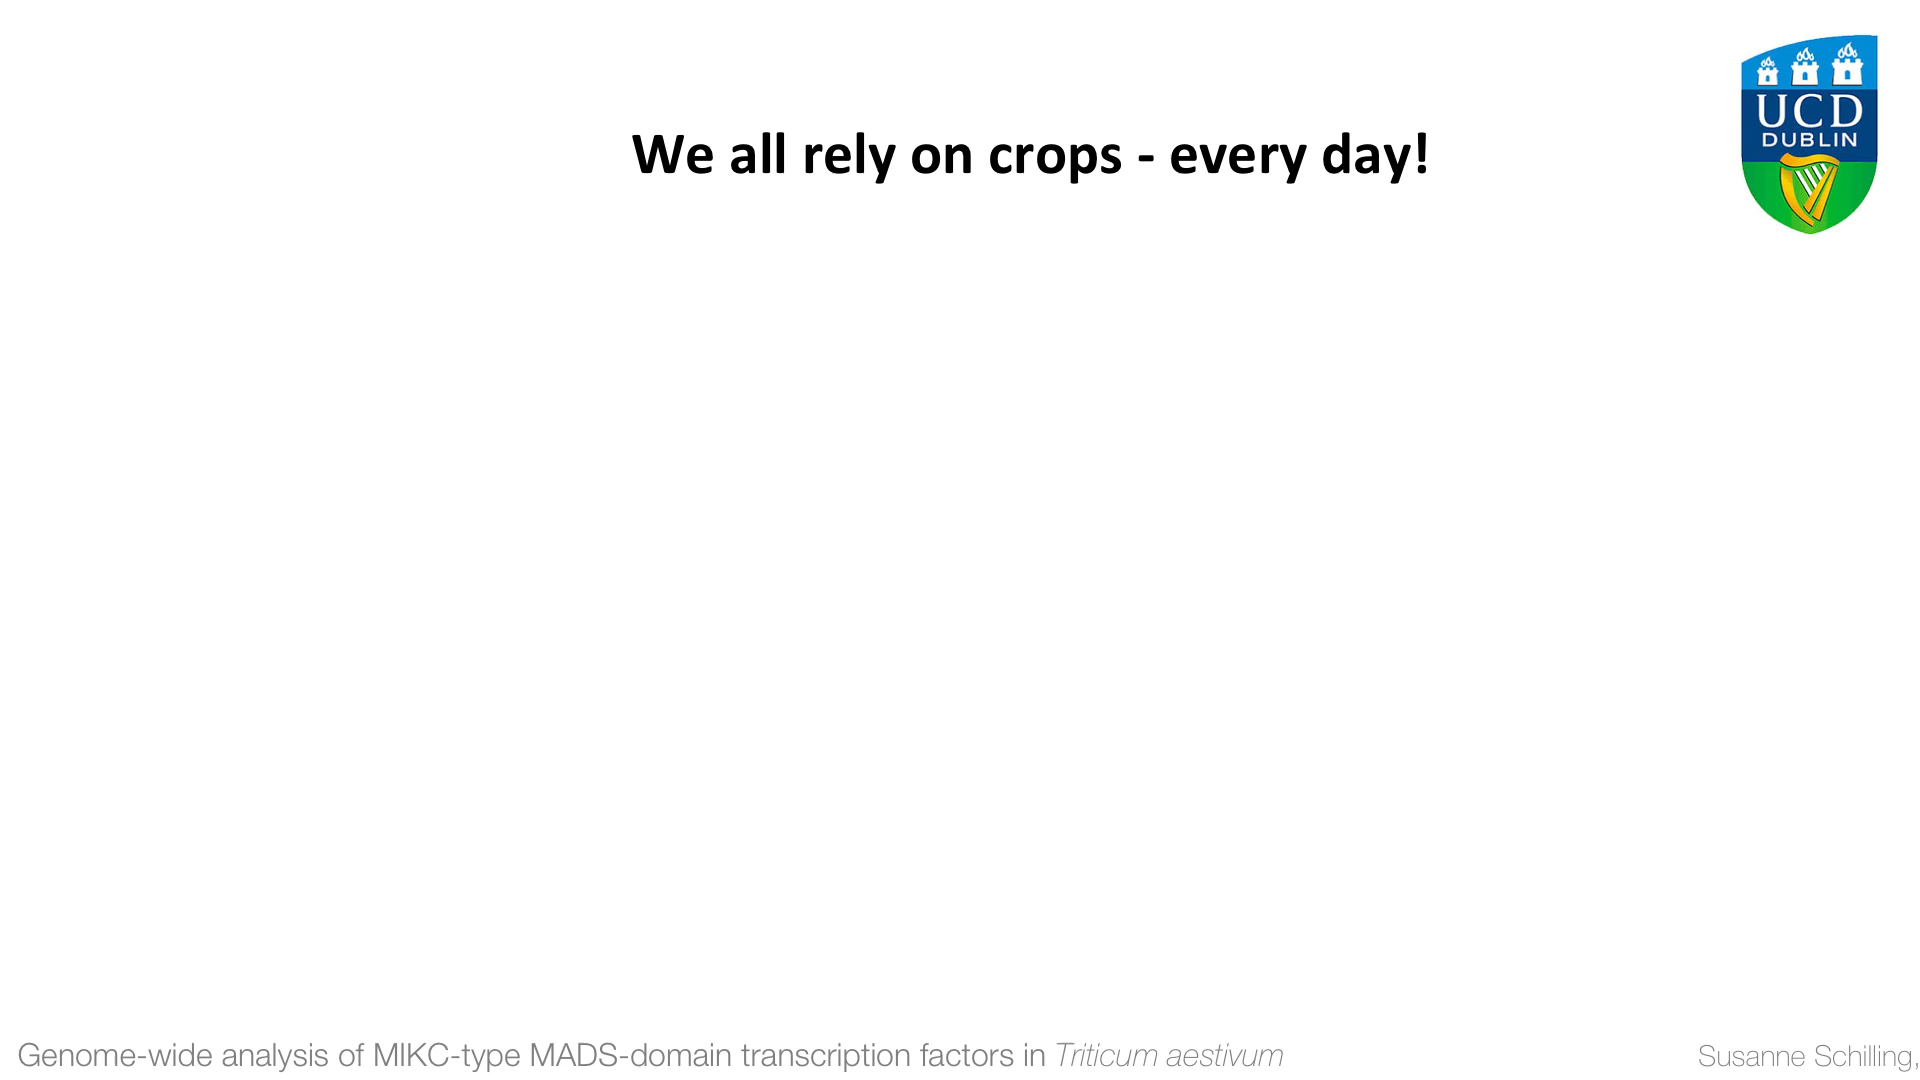 We all rely on crops - every day!
UCD
DUBLIN
Genome-wide analysis of MIKC-type MADS-domain transcription factors in Triticum aestivum
Susanne Schilling,